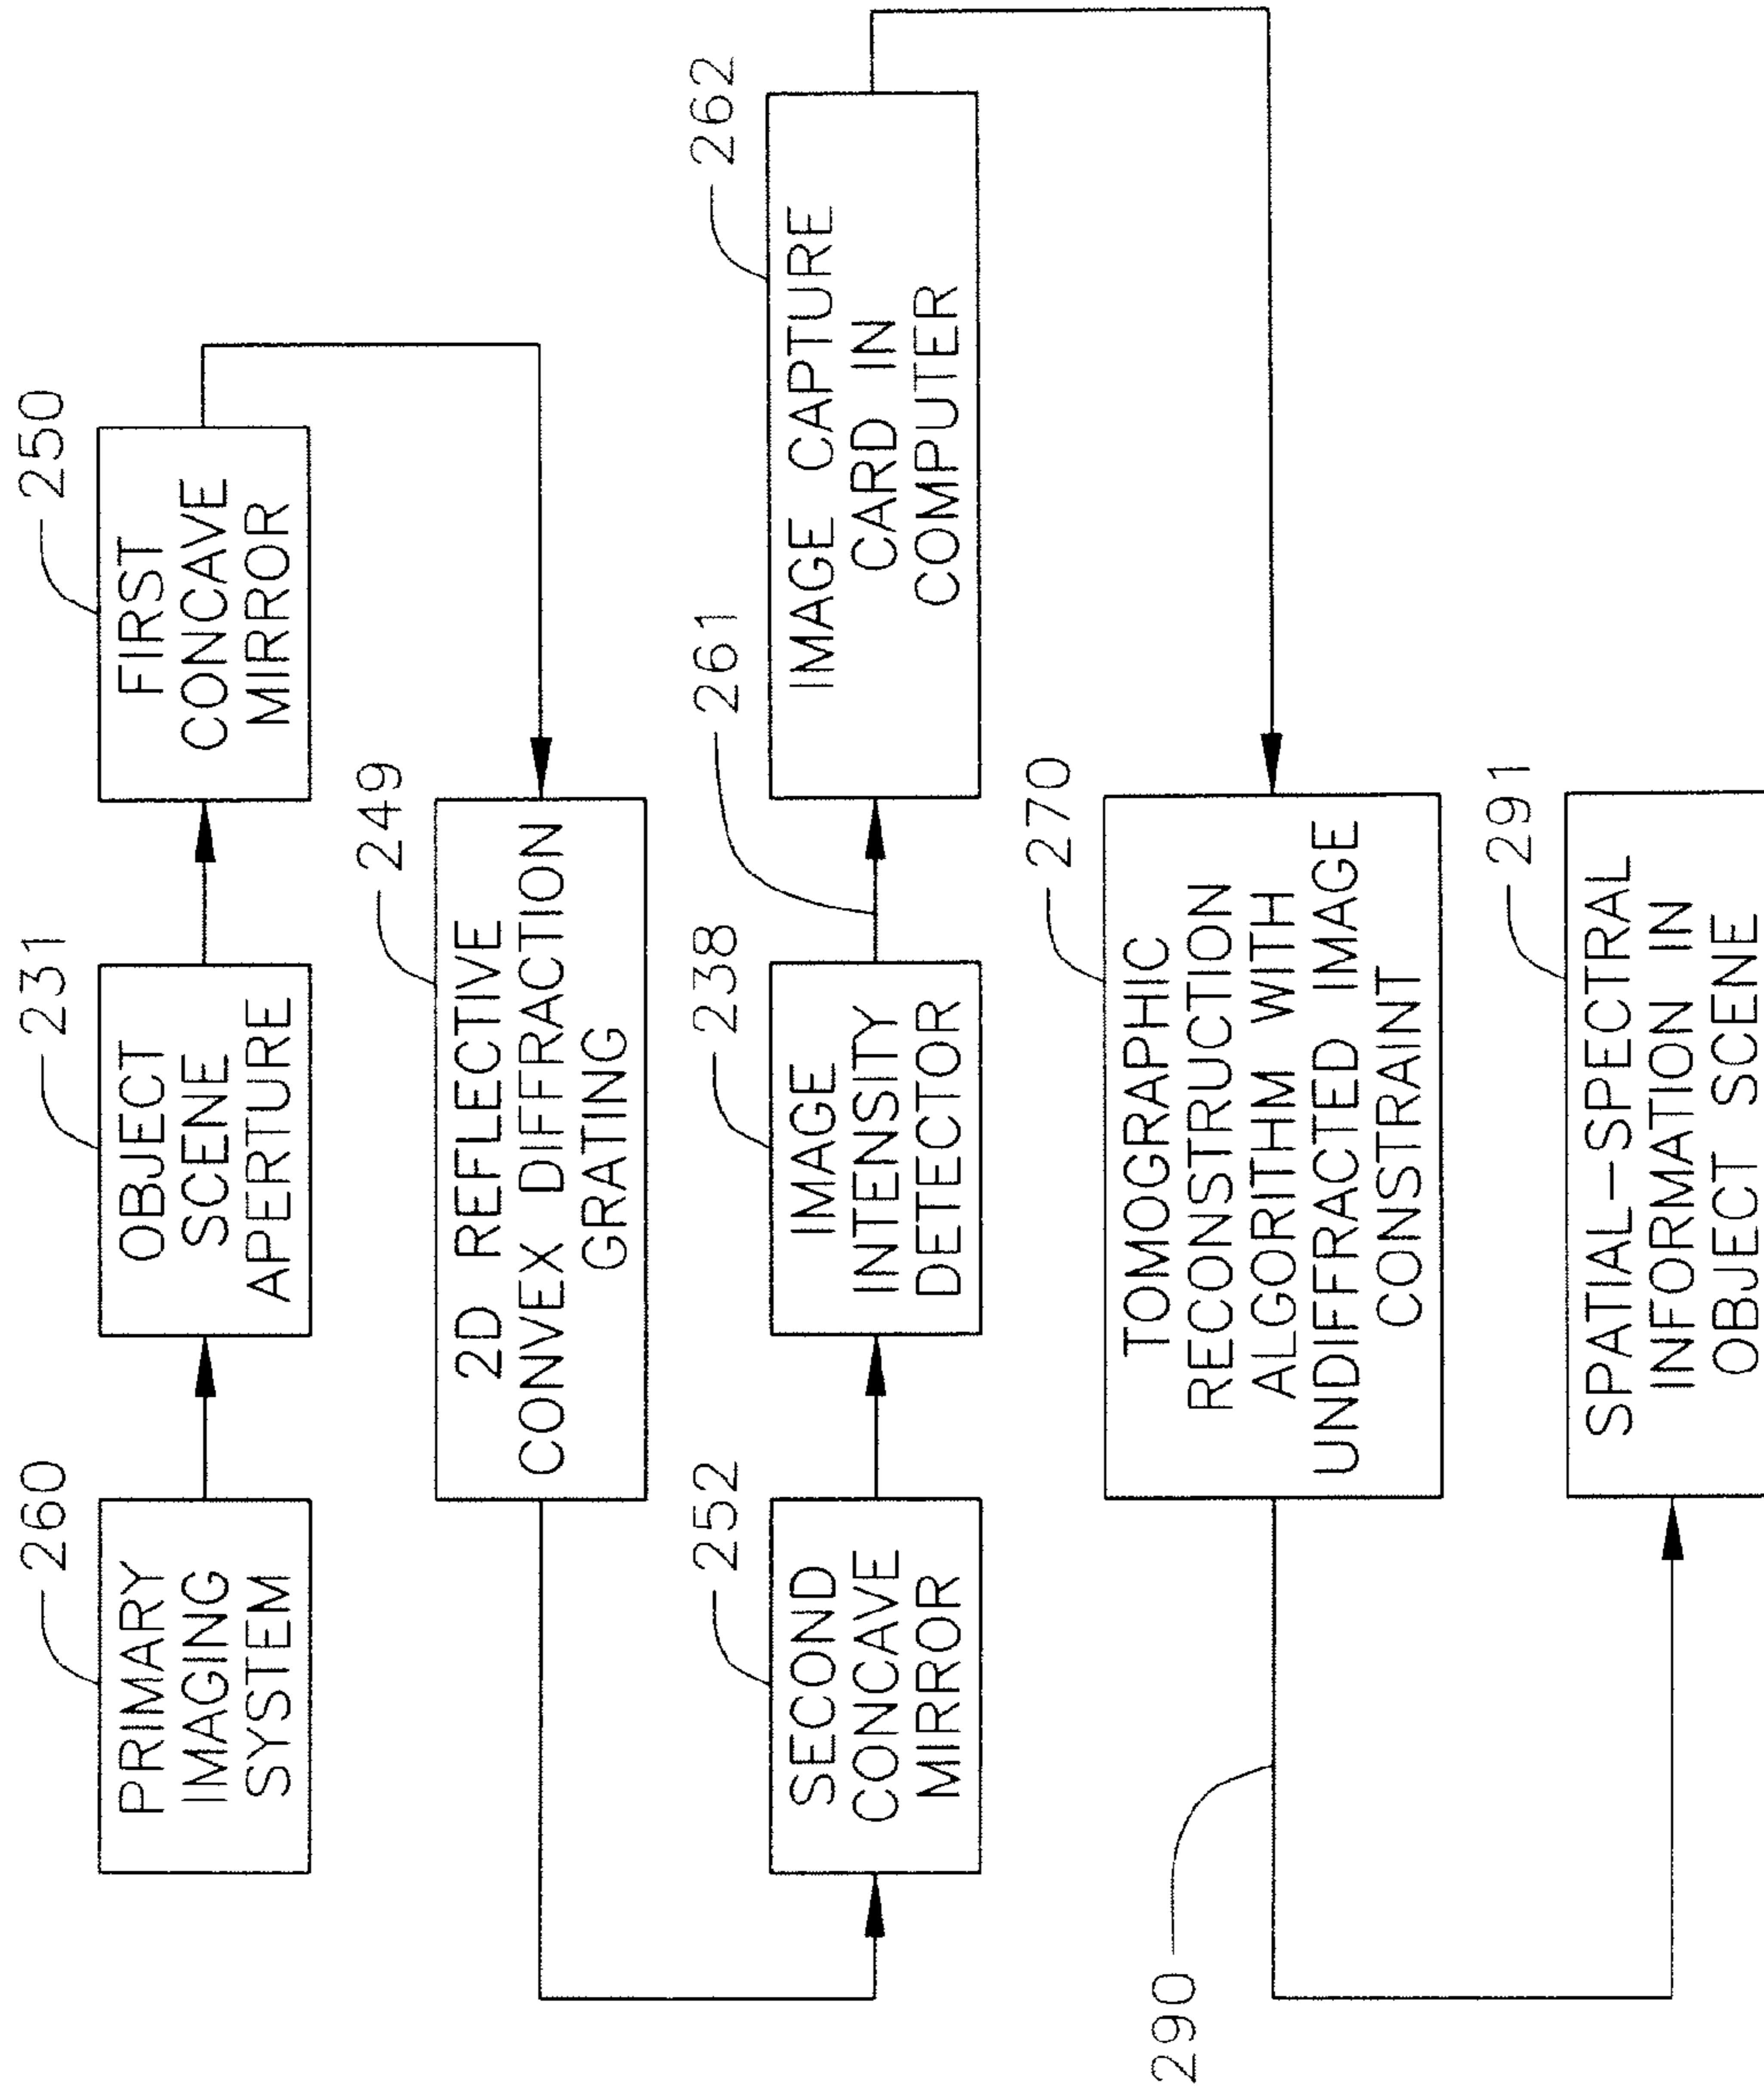 260
PRIMARY
IMAGING
SYSTEM
231
OBJECT
SCENE
APERTURE
250
FIRST
CONCAVE
MIRROR
249
2D REFLECTIVE
CONVEX DIFFRACTION
GRATING
252
SECOND
CONCAVE
MIRROR
238
IMAGE
INTENSITY
DETECTOR
261
262
IMAGE CAPTURE
CARD IN
COMPUTER
270
TOMOGRAPHIC
RECONSTRUCTION
ALGORITHM WITH
UNDIFFRACTED IMAGE
CONSTRAINT
290
291
SPATIAL-SPECTRAL
INFORMATION IN
OBJECT SCENE